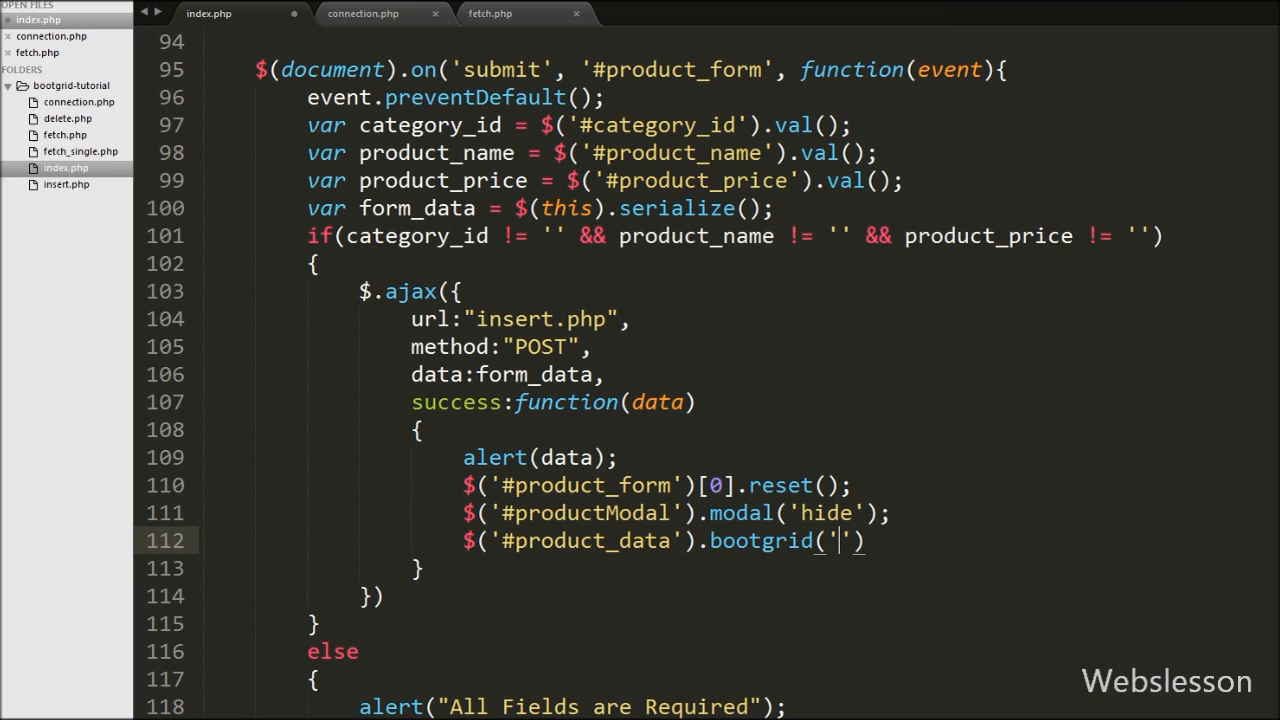 OPEN FILES
index.php
connection.php
fetch.php
FOLDERS
bootgrid-tutorial
connection.php
delete.php
fetch.php
fetch_single.php
index.php
insert.php
index.php connection.php fetch.php
94
95 $(document).on('submit', '#product_form', function(event){
96 event.preventDefault();
97 var category_id = $('#category_id').val();
98 var product_name = $('#product_name').val();
99 var product_price = $('#product_price').val();
100 var form_data = $(this).serialize();
101 if(category_id != '' && product_name != '' && product_price != '')
102 {
103 $.ajax({
104 url:"insert.php",
105 method:"POST",
106 data:form_data,
107 success:function(data)
108 {
109 alert(data);
110 $('#product_form')[0].reset();
111 $('#productModal').modal('hide');
112 $('#product_data').bootgrid('')
113 }
114 })
115 }
116 else
117 {
118 alert("All Fields are Required");
Webslesson